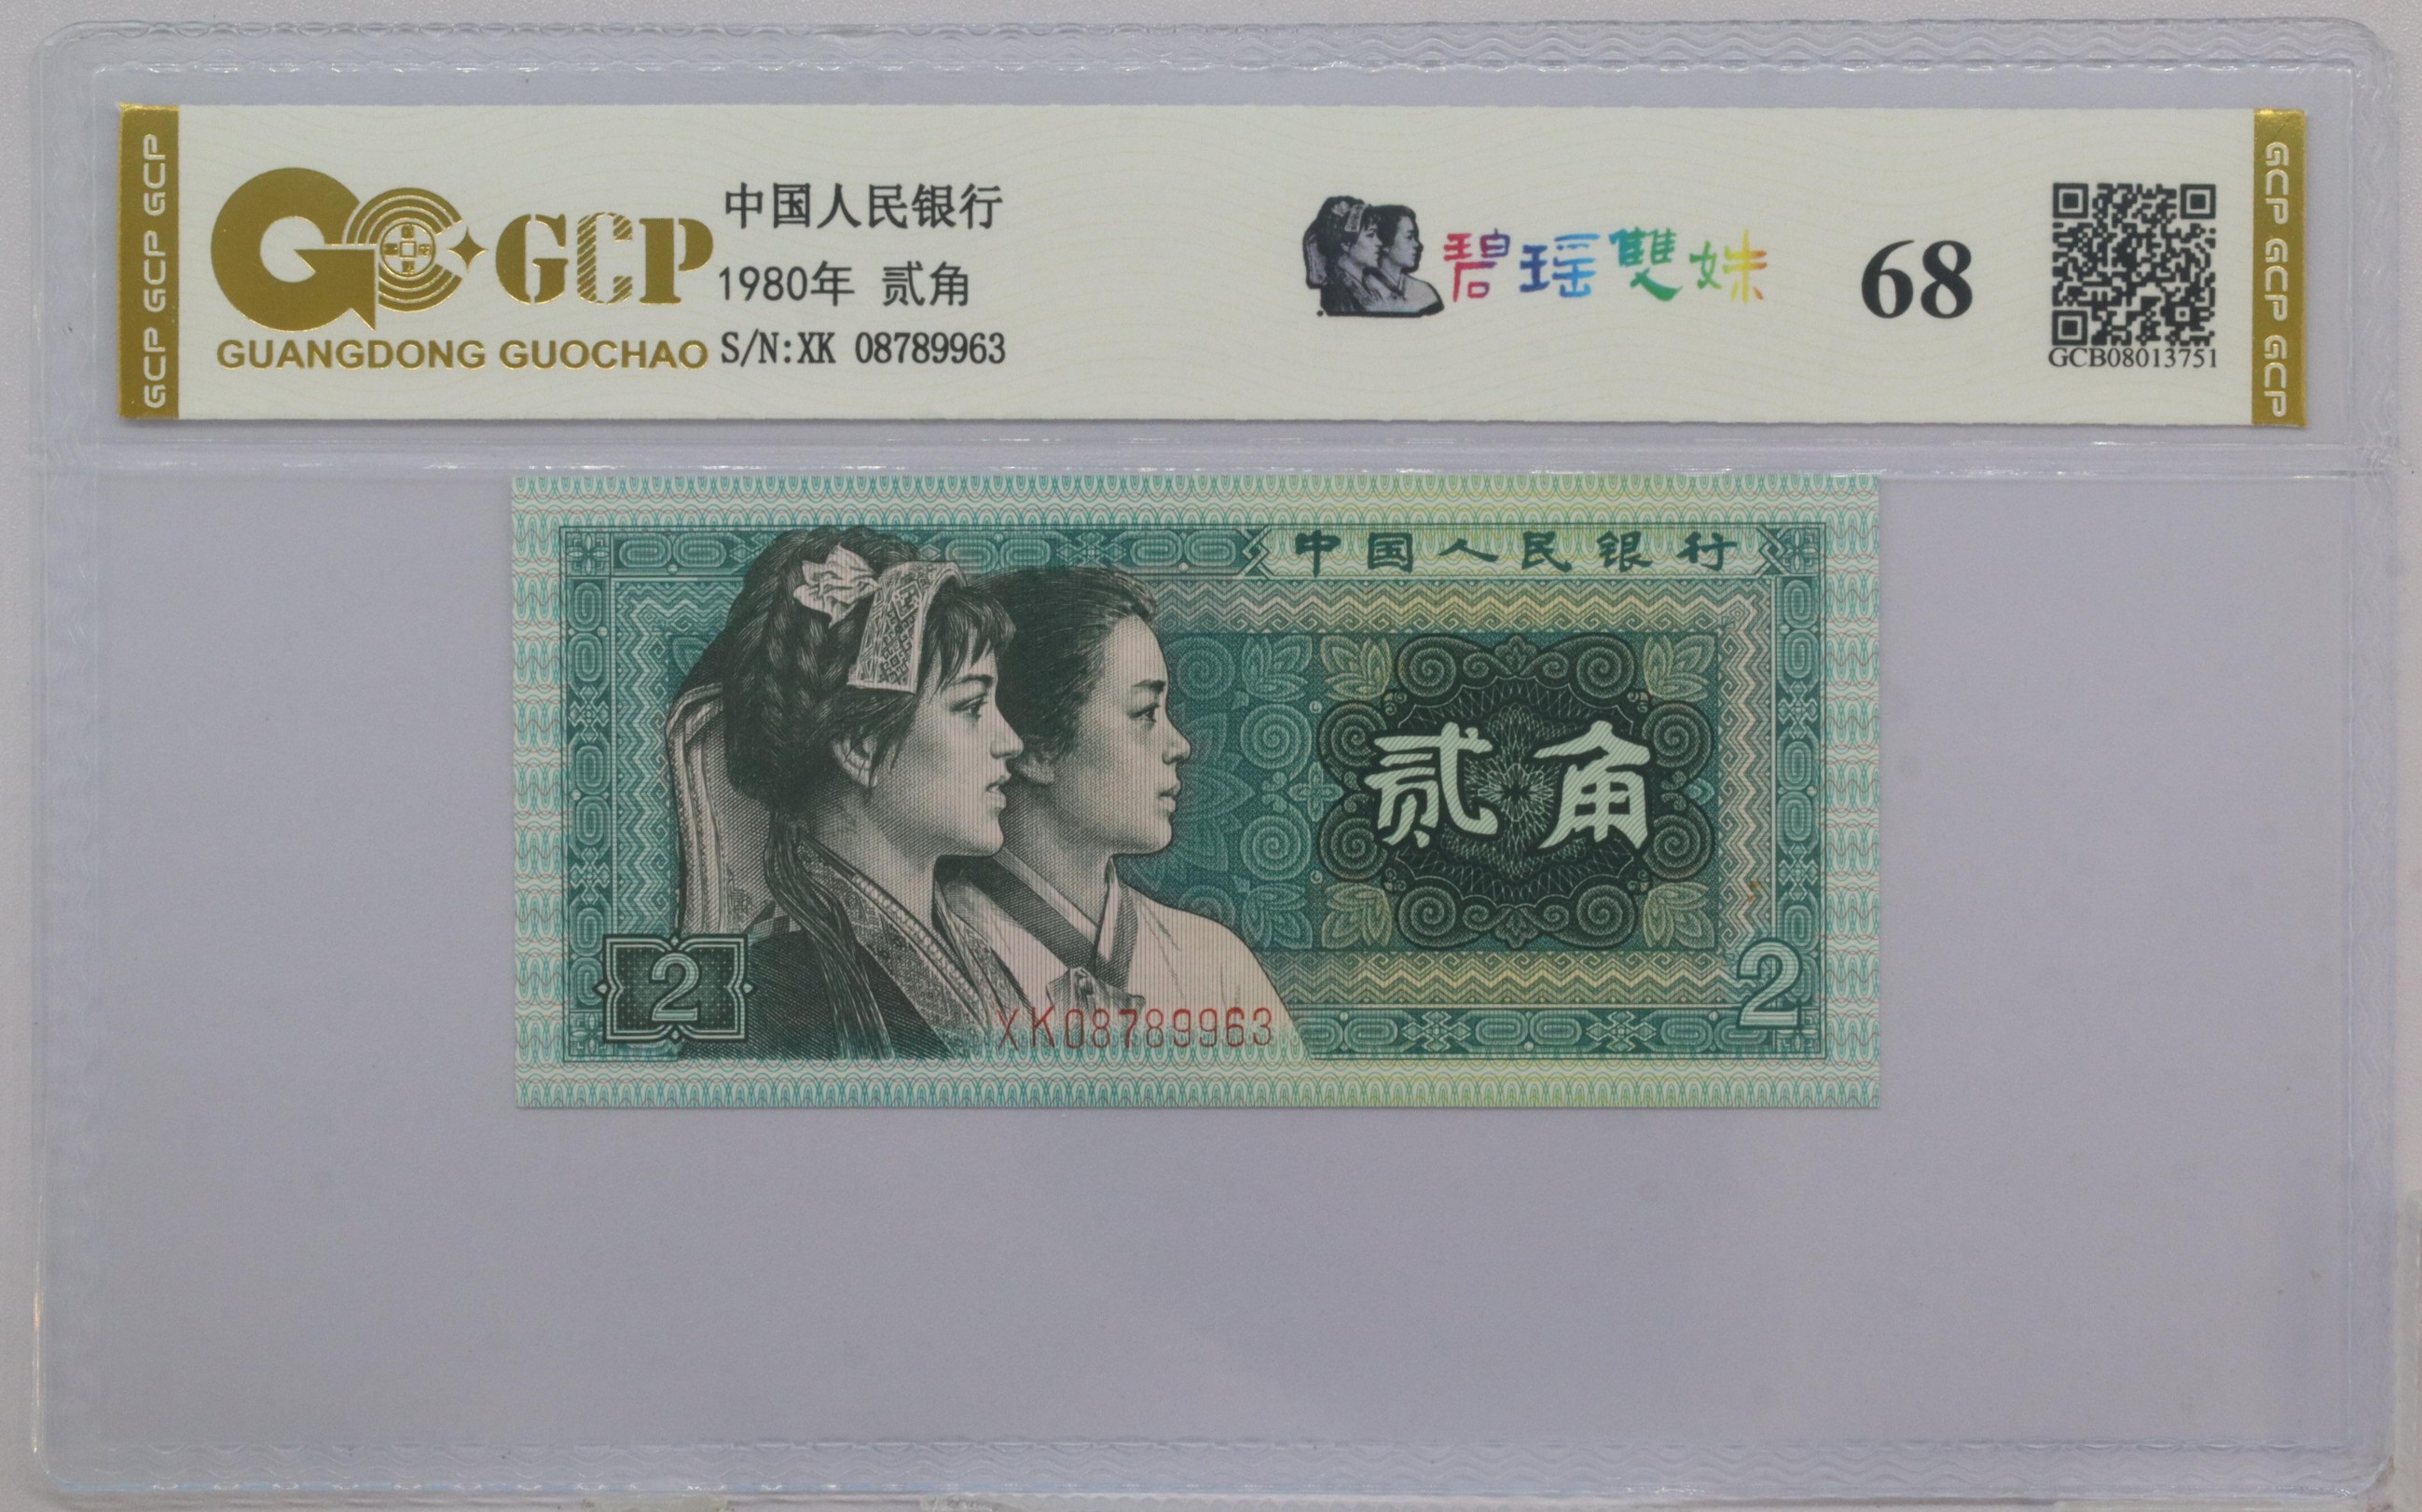 GCP GCP GCP
GCP
GUANGDONG GUOCHAO
中国人民银行
1980年 贰角
S/N:XK 08789963
碧瑶雙姝
68
GCB08013751
GCP GCP GCP
中国人民银行
贰角
2
XK08789963
2